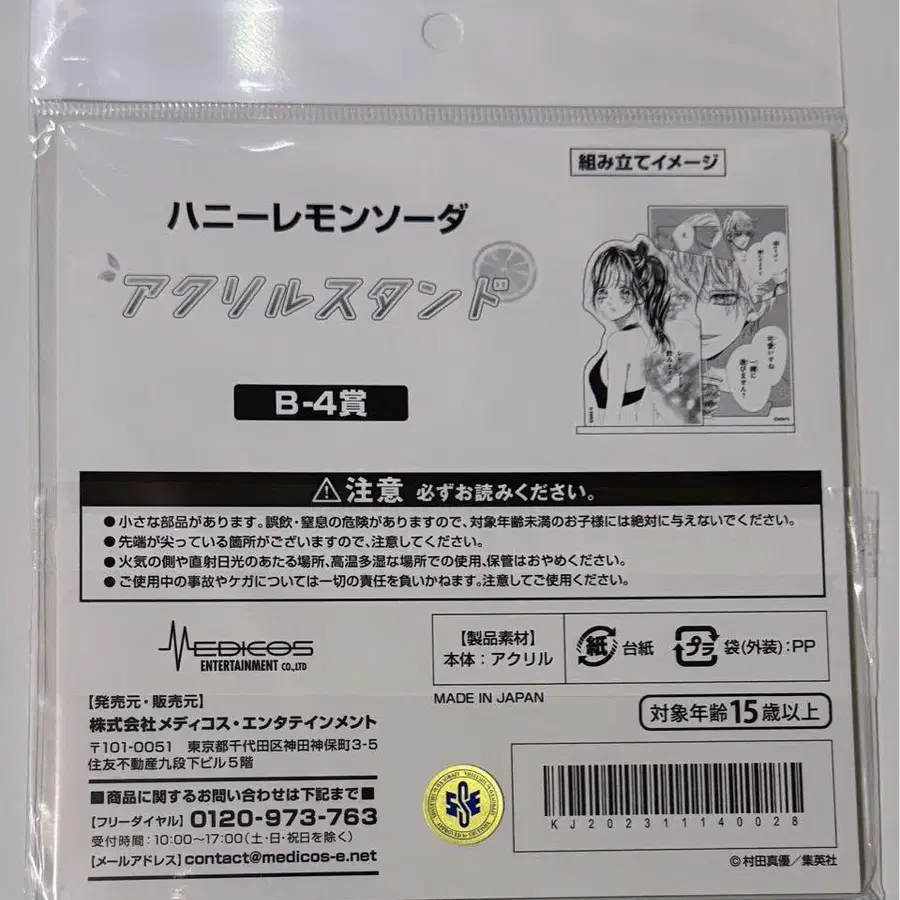 組み立てイメージ
ハニーレモンソーダ
アクリルスタンド
B-4賞
可愛いすね
一緒に
遊びません?
注意 必ずお読みください。
●小さな部品があります。誤飲・窒息の危険がありますので、対象年齢未満のお子様には絶対に与えないでください。
●先端が尖っている箇所がございますので、注意してください。
●火気の側や直射日光のあたる場所、高温多湿な場所での使用、保管はおやめください。
●ご使用中の事故やケガについては一切の責任を負いかねます。注意してご使用ください。
MEDICOS
ENTERTAINMENT CO.,LTD
【製品素材】
本体：アクリル
紙 台紙
プラ 袋(外装)：PP
MADE IN JAPAN
対象年齢15歳以上
【発売元・販売元】
株式会社メディコス・エンタテインメント
〒101-0051 東京都千代田区神田神保町3-5
住友不動産九段下ビル5階
■商品に関するお問い合わせは下記まで■
[フリーダイヤル] 0120-973-763
受付時間：10:00〜17:00(土・日・祝日を除く)
[メールアドレス] contact@medicos-e.net
SSE
KJ202311140028
©村田真優／集英社